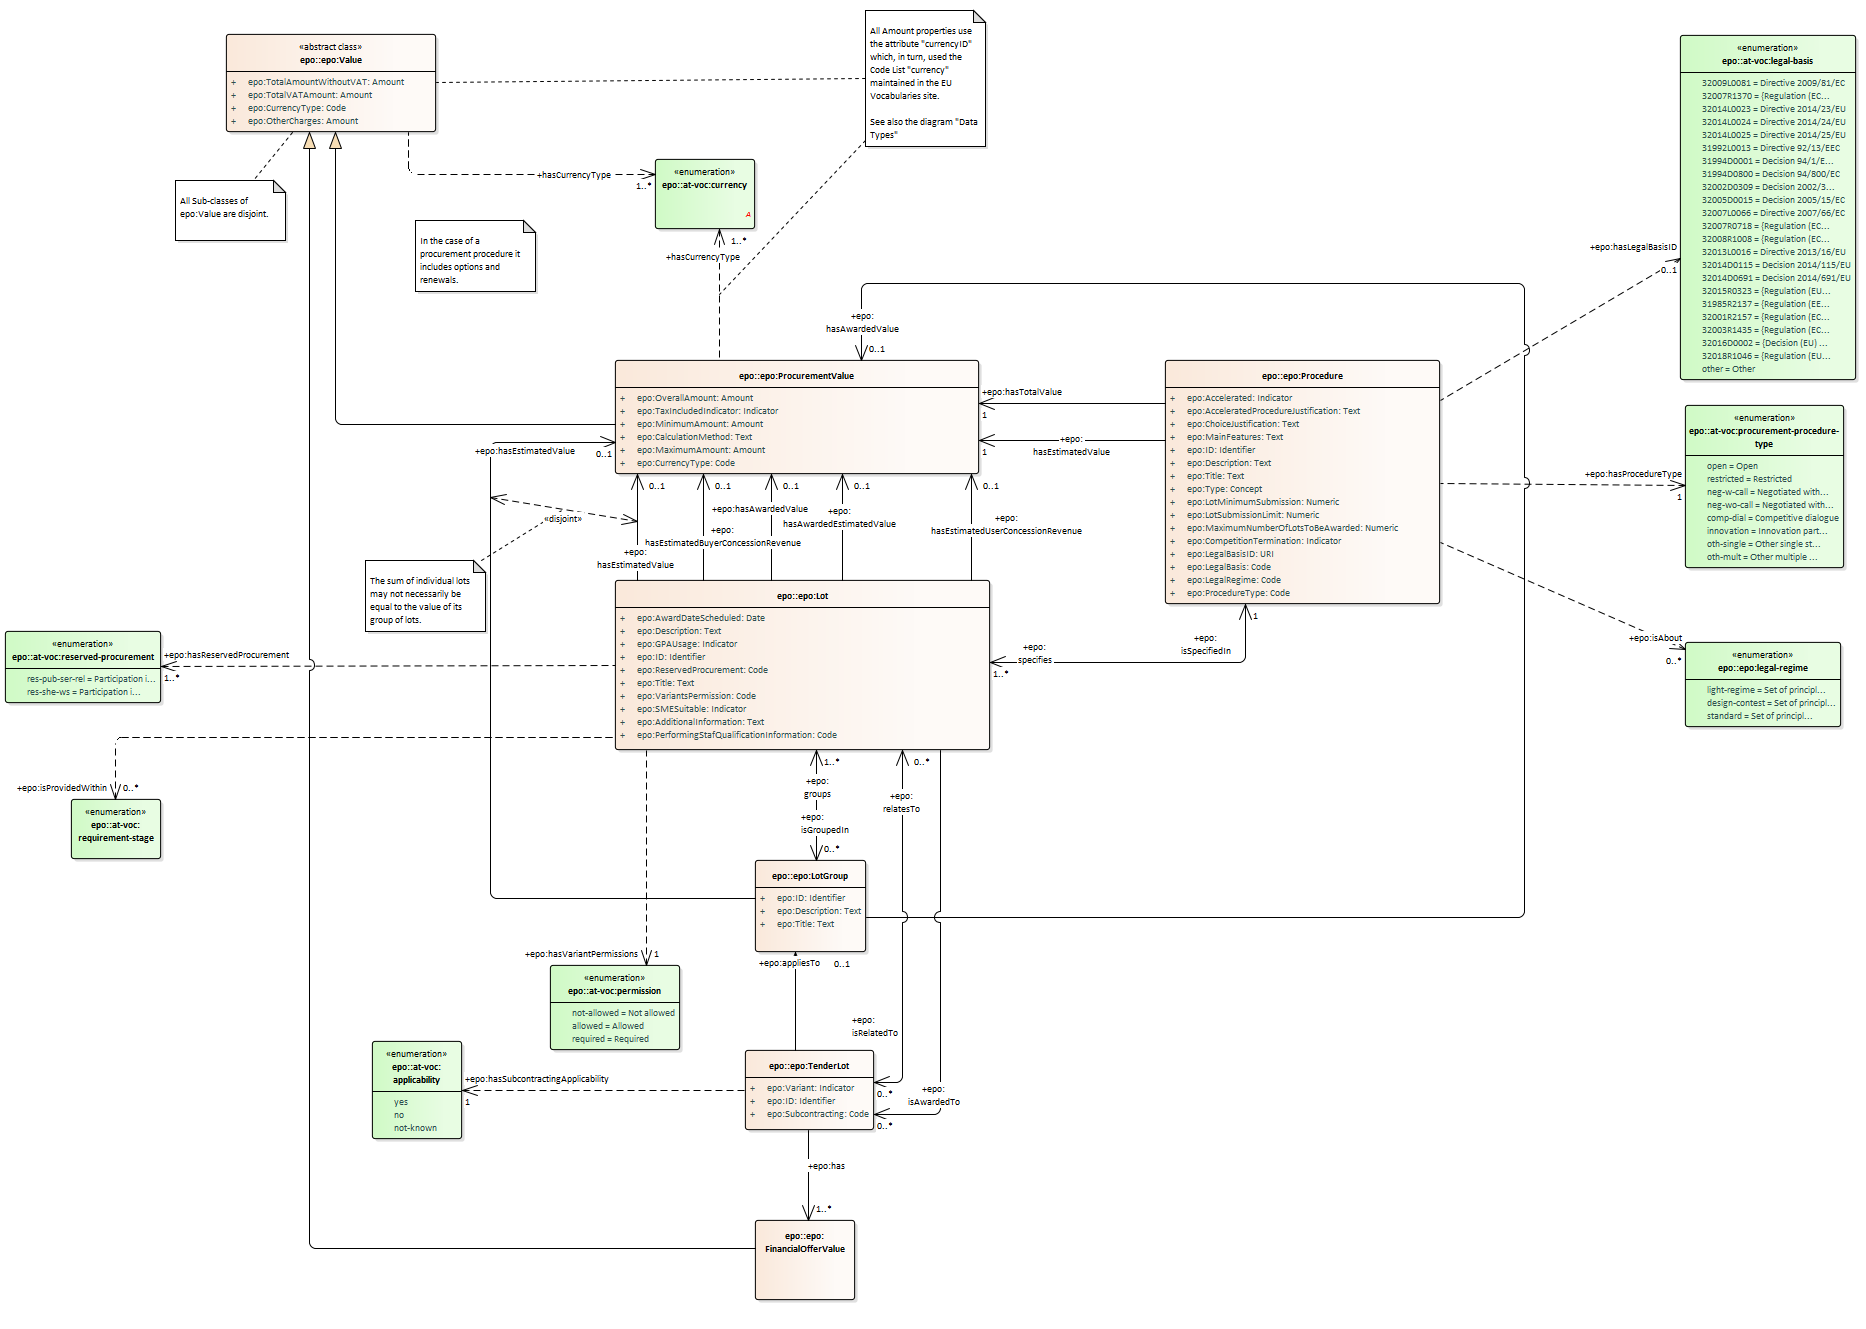 «abstract class»
epo::epo:Value
+ epo:TotalAmountWithoutVAT: Amount
+ epo:TotalVATAmount: Amount
+ epo:CurrencyType: Code
+ epo:OtherCharges: Amount
All Amount properties use
the attribute "currencyID"
which, in turn, used the
Code List "currency"
maintained in the EU
Vocabularies site.
See also the diagram "Data
Types"
All Sub-classes of
epo:Value are disjoint.
+hasCurrencyType
1..*
«enumeration»
epo::at-voc:currency
A
In the case of a
procurement procedure it
includes options and
renewals.
1..*
+hasCurrencyType
«enumeration»
epo::at-voc:legal-basis
32009L0081 = Directive 2009/81/EC
32007R1370 = {Regulation (EC...
32014L0023 = Directive 2014/23/EU
32014L0024 = Directive 2014/24/EU
32014L0025 = Directive 2014/25/EU
31992L0013 = Directive 92/13/EEC
31994D0001 = Decision 94/1/E...
31994D0800 = Decision 94/800/EC
32002D0309 = Decision 2002/3...
32005D0015 = Decision 2005/15/EC
32007L0066 = Directive 2007/66/EC
32007R0718 = {Regulation (EC...
32008R1008 = {Regulation (EC...
32013L0016 = Directive 2013/16/EU
32014D0115 = Decision 2014/115/EU
32014D0691 = Decision 2014/691/EU
32015R0323 = {Regulation (EU...
31985R2137 = {Regulation (EE...
32001R2157 = {Regulation (EC...
32003R1435 = {Regulation (EC...
32016D0002 = {Decision (EU) ...
32018R1046 = {Regulation (EU...
other = Other
+epo:hasLegalBasisID
0..1
+epo:
hasAwardedValue
0..1
epo::epo:ProcurementValue
+ epo:OverallAmount: Amount
+ epo:TaxIncludedIndicator: Indicator
+ epo:MinimumAmount: Amount
+ epo:CalculationMethod: Text
+ epo:MaximumAmount: Amount
+ epo:CurrencyType: Code
+epo:hasTotalValue
1
+epo:
hasEstimatedValue
1
epo::epo:Procedure
+ epo:Accelerated: Indicator
+ epo:AcceleratedProcedureJustification: Text
+ epo:ChoiceJustification: Text
+ epo:MainFeatures: Text
+ epo:ID: Identifier
+ epo:Description: Text
+ epo:Title: Text
+ epo:Type: Concept
+ epo:LotMinimumSubmission: Numeric
+ epo:LotSubmissionLimit: Numeric
+ epo:MaximumNumberOfLotsToBeAwarded: Numeric
+ epo:CompetitionTermination: Indicator
+ epo:LegalBasisID: URI
+ epo:LegalBasis: Code
+ epo:LegalRegime: Code
+ epo:ProcedureType: Code
+epo:hasProcedureType
1
«enumeration»
epo::at-voc:procurement-procedure-
type
open = Open
restricted = Restricted
neg-w-call = Negotiated with...
neg-wo-call = Negotiated with...
comp-dial = Competitive dialogue
innovation = Innovation part...
oth-single = Other single st...
oth-mult = Other multiple ...
+epo:isAbout
0..*
«enumeration»
epo::epo:legal-regime
light-regime = Set of principl...
design-contest = Set of principl...
standard = Set of principl...
+epo:hasEstimatedValue
0..1
«disjoint»
The sum of individual lots
may not necessarily be
equal to the value of its
group of lots.
0..1
+epo:
hasEstimatedValue
0..1
+epo:
hasEstimatedBuyerConcessionRevenue
0..1
+epo:hasAwardedValue
0..1
+epo:
hasAwardedEstimatedValue
0..1
+epo:
hasEstimatedUserConcessionRevenue
epo::epo:Lot
+ epo:AwardDateScheduled: Date
+ epo:Description: Text
+ epo:GPAUsage: Indicator
+ epo:ID: Identifier
+ epo:ReservedProcurement: Code
+ epo:Title: Text
+ epo:VariantsPermission: Code
+ epo:SMESuitable: Indicator
+ epo:AdditionalInformation: Text
+ epo:PerformingStafQualificationInformation: Code
+epo:
specifies
1..*
+epo:
isSpecifiedIn
1
«enumeration»
epo::at-voc:reserved-procurement
res-pub-ser-rel = Participation i...
res-she-ws = Participation i...
+epo:hasReservedProcurement
1..*
+epo:isProvidedWithin
0..*
«enumeration»
epo::at-voc:
requirement-stage
1..*
+epo:
groups
+epo:
isGroupedIn
0..*
0..*
+epo:
relatesTo
epo::epo:LotGroup
+ epo:ID: Identifier
+ epo:Description: Text
+ epo:Title: Text
+epo:hasVariantPermissions
1
«enumeration»
epo::at-voc:permission
not-allowed = Not allowed
allowed = Allowed
required = Required
+epo:appliesTo
0..1
+epo:
isRelatedTo
0..*
+epo:
isAwardedTo
0..*
«enumeration»
epo::at-voc:
applicability
yes
no
not-known
+epo:hasSubcontractingApplicability
1
epo::epo:TenderLot
+ epo:Variant: Indicator
+ epo:ID: Identifier
+ epo:Subcontracting: Code
+epo:has
1..*
epo::epo:
FinancialOfferValue